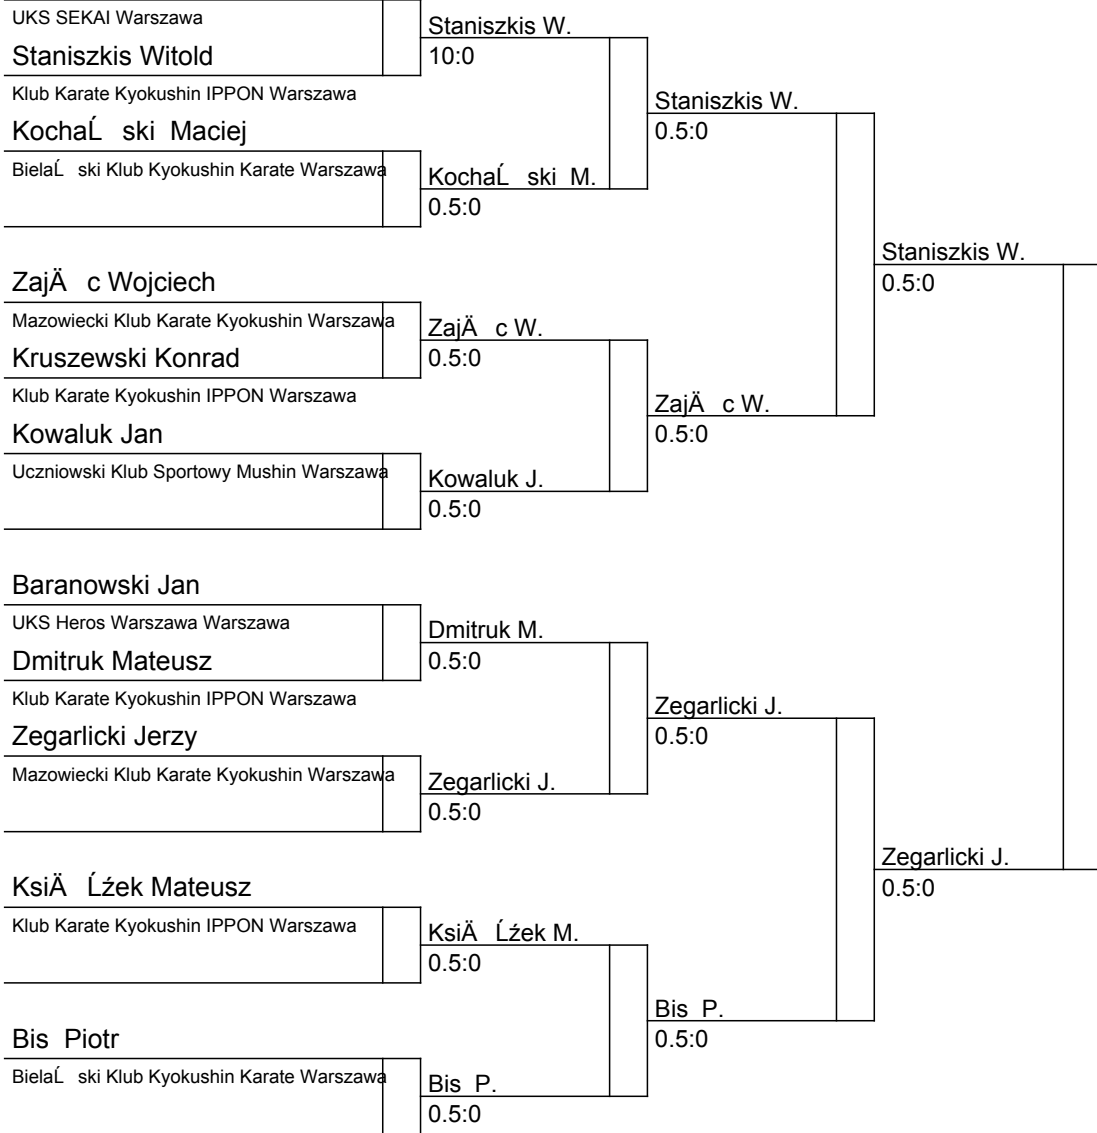 UKS SEKAI Warszawa
Staniszkis Witold
Klub Karate Kyokushin IPPON Warszawa
KochaĹ ski Maciej
BielaĹ ski Klub Kyokushin Karate Warszawa
ZajÄ c Wojciech
Mazowiecki Klub Karate Kyokushin Warszawa
Kruszewski Konrad
Klub Karate Kyokushin IPPON Warszawa
Kowaluk Jan
Uczniowski Klub Sportowy Mushin Warszawa
Baranowski Jan
UKS Heros Warszawa Warszawa
Dmitruk Mateusz
Klub Karate Kyokushin IPPON Warszawa
Zegarlicki Jerzy
Mazowiecki Klub Karate Kyokushin Warszawa
KsiÄ Ĺźek Mateusz
Klub Karate Kyokushin IPPON Warszawa
Bis Piotr
BielaĹ ski Klub Kyokushin Karate Warszawa
Staniszkis W.
10:0
KochaĹ ski M.
0.5:0
ZajÄ c W.
0.5:0
Kowaluk J.
0.5:0
Dmitruk M.
0.5:0
Zegarlicki J.
0.5:0
KsiÄ Ĺźek M.
0.5:0
Bis P.
0.5:0
Staniszkis W.
0.5:0
ZajÄ c W.
0.5:0
Zegarlicki J.
0.5:0
Bis P.
0.5:0
Staniszkis W.
0.5:0
Zegarlicki J.
0.5:0